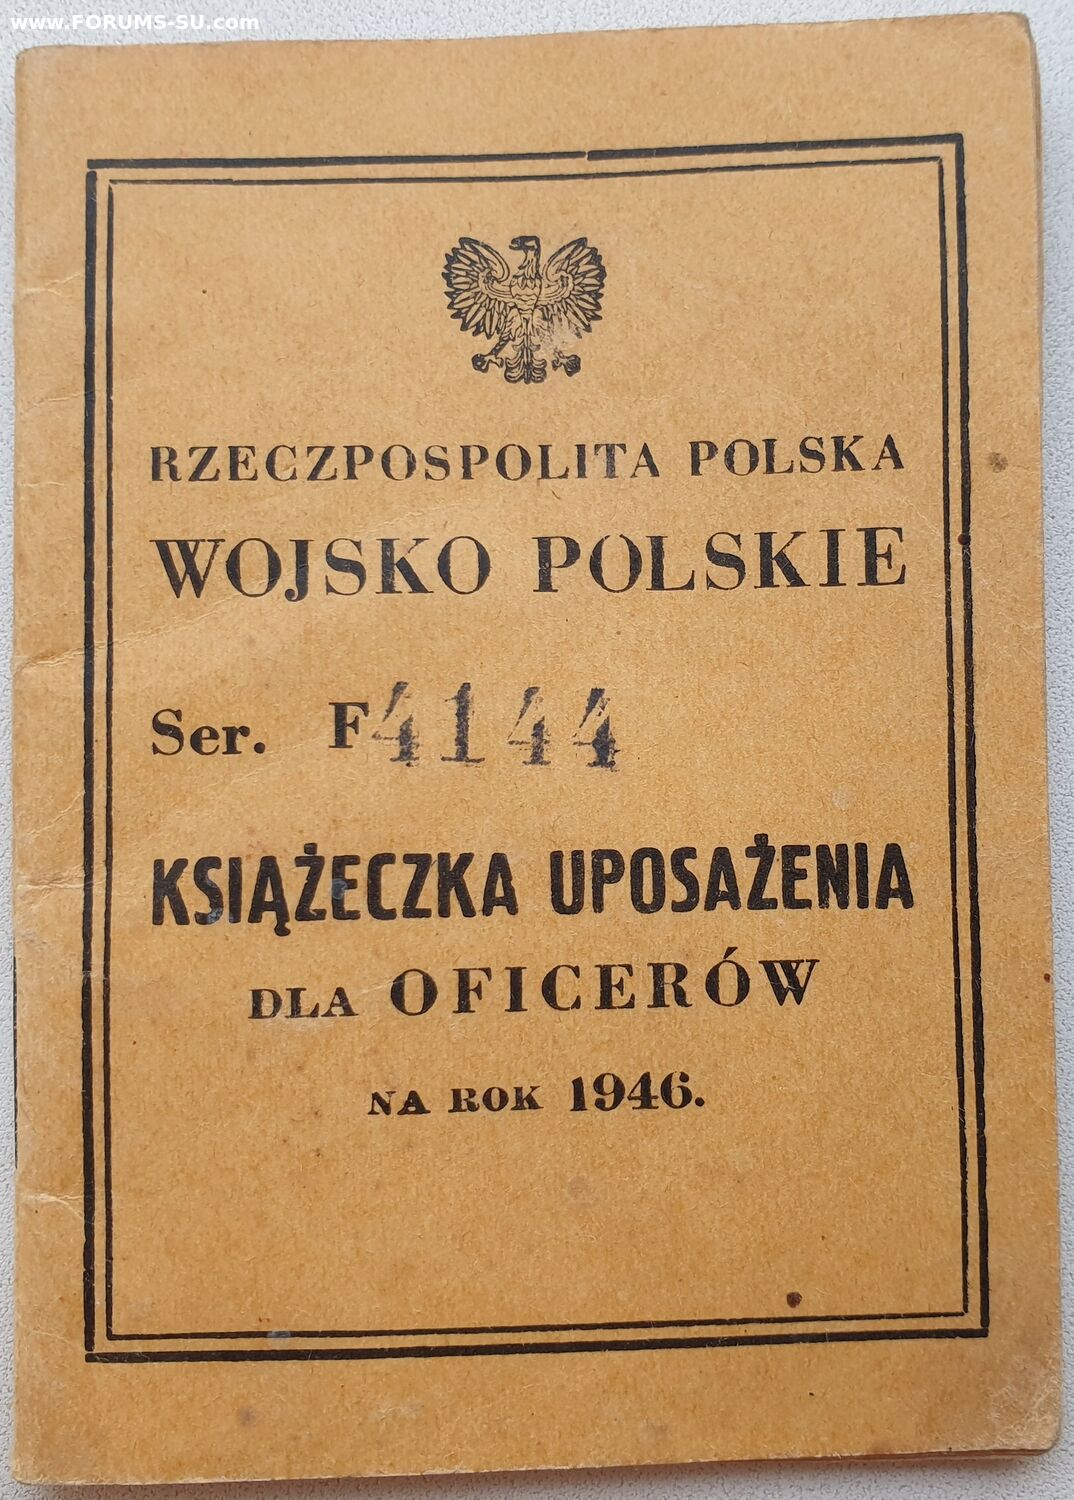 www.FORUMS-SU.com
RZECZPOSPOLITA POLSKA
WOJSKO POLSKIE
Ser. F4144
KSIĄŻECZKA UPOSAŻENIA
DLA OFICERÓW
NA ROK 1946.